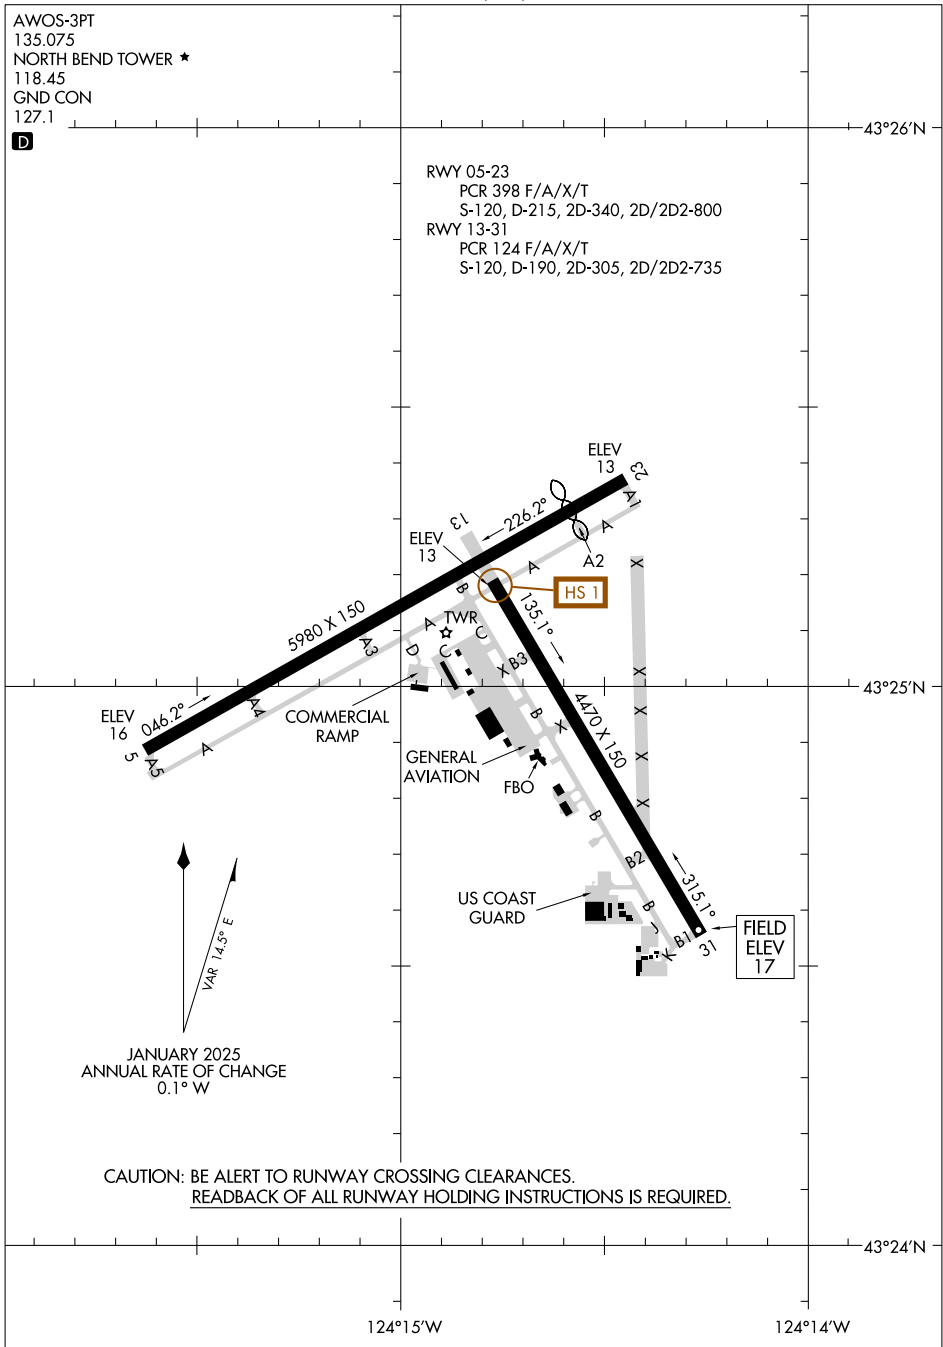 AWOS-3PT
135.075
NORTH BEND TOWER ★
118.45
GND CON
127.1
D
43°26'N
RWY 05-23
PCR 398 F/A/X/T
S-120, D-215, 2D-340, 2D/2D2-800
RWY 13-31
PCR 124 F/A/X/T
S-120, D-190, 2D-305, 2D/2D2-735
ELEV
13
23
A1
226.2°
A
13
ELEV
13
A2
A
X
HS 1
B
135.1°
5980 X 150
A
TWR
C
A3
D
C
X
B3
X
43°25'N
046.2°
A4
ELEV
16
COMMERCIAL
RAMP
4470 X 150
B
X
X
A
5
A5
GENERAL
AVIATION
X
FBO
X
B
B2
315.1°
US COAST
GUARD
B
J
B1
K
31
FIELD
ELEV
17
VAR 14.5° E
JANUARY 2025
ANNUAL RATE OF CHANGE
0.1° W
CAUTION: BE ALERT TO RUNWAY CROSSING CLEARANCES.
READBACK OF ALL RUNWAY HOLDING INSTRUCTIONS IS REQUIRED.
43°24'N
124°15'W
124°14'W